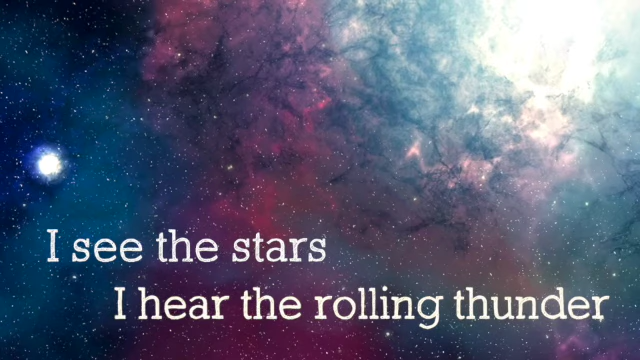 I see the stars
I hear the rolling thunder